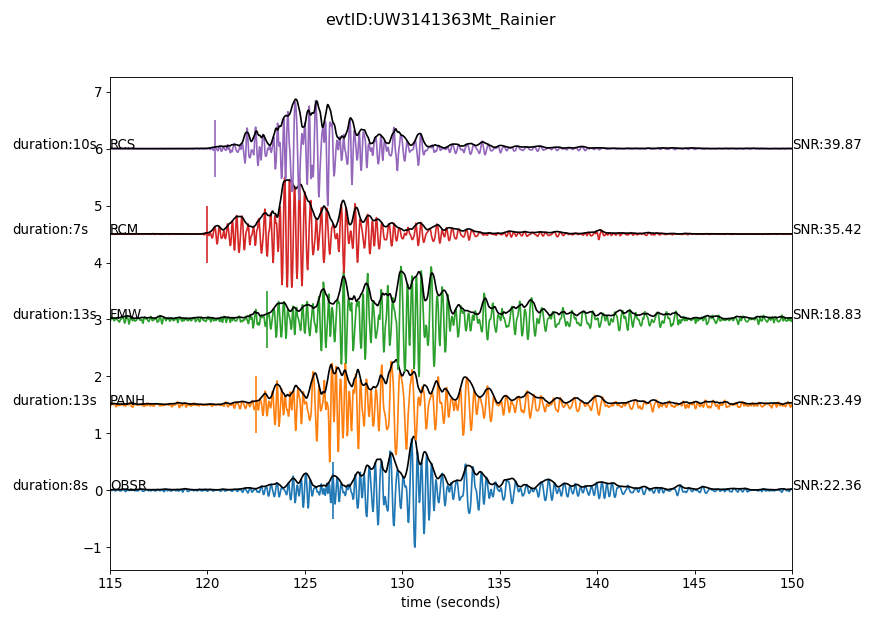 evtID:UW3141363Mt_Rainier
7
duration:10s 6 RCS SNR:39.87
5
duration:7s RCM SNR:35.42
4
duration:13s 3 FMW SNR:18.83
2
duration:13s PANH SNR:23.49
1
duration:8s 0 OBSR SNR:22.36
−1
115 120 125 130 135 140 145 150
time (seconds)